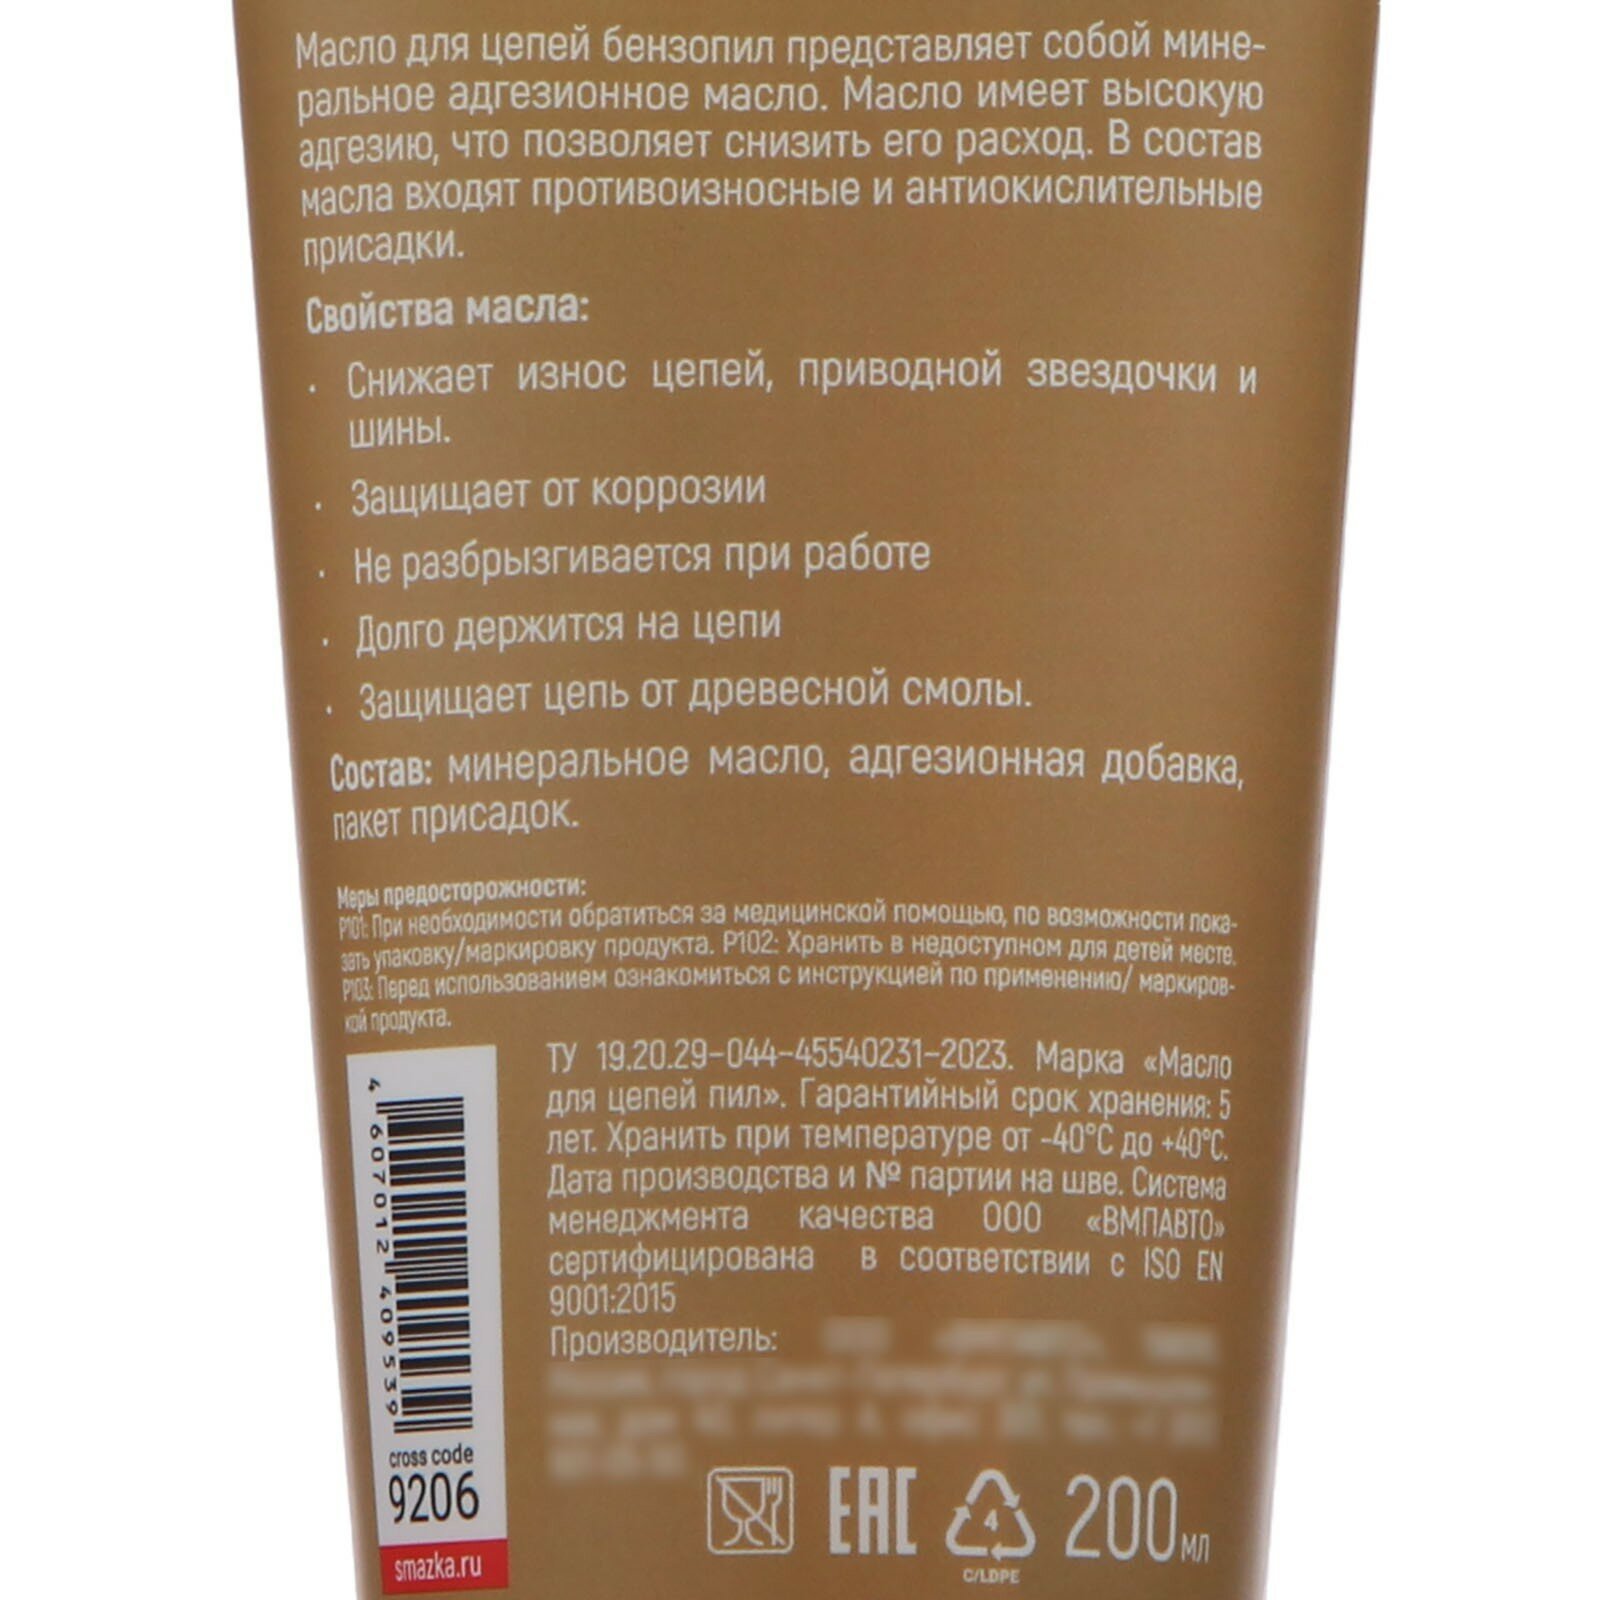 Масло для цепей бензопил представляет собой мине-
ральное адгезионное масло. Масло имеет высокую
адгезию, что позволяет снизить его расход. В состав
масла входят противоизносные и антиокислительные
присадки.
Свойства масла:
· Снижает износ цепей, приводной звездочки и
шины.
· Защищает от коррозии
· Не разбрызгивается при работе
· Долго держится на цепи
· Защищает цепь от древесной смолы.
Состав: минеральное масло, адгезионная добавка,
пакет присадок.
Меры предосторожности:
P101: При необходимости обратиться за медицинской помощью, по возможности пока-
зать упаковку/маркировку продукта. P102: Хранить в недоступном для детей месте.
P103: Перед использованием ознакомиться с инструкцией по применению/ маркиров-
кой продукта.
ТУ 19.20.29-044-45540231-2023. Марка «Масло
для цепей пил». Гарантийный срок хранения: 5
лет. Хранить при температуре от -40°C до +40°C.
Дата производства и № партии на шве. Система
менеджмента качества ООО «ВМПАВТО»
сертифицирована в соответствии с ISO EN
9001:2015
Производитель:
4 607012 409539
cross code
9206
smazka.ru
EAC
4
C/LDPE
200 мл